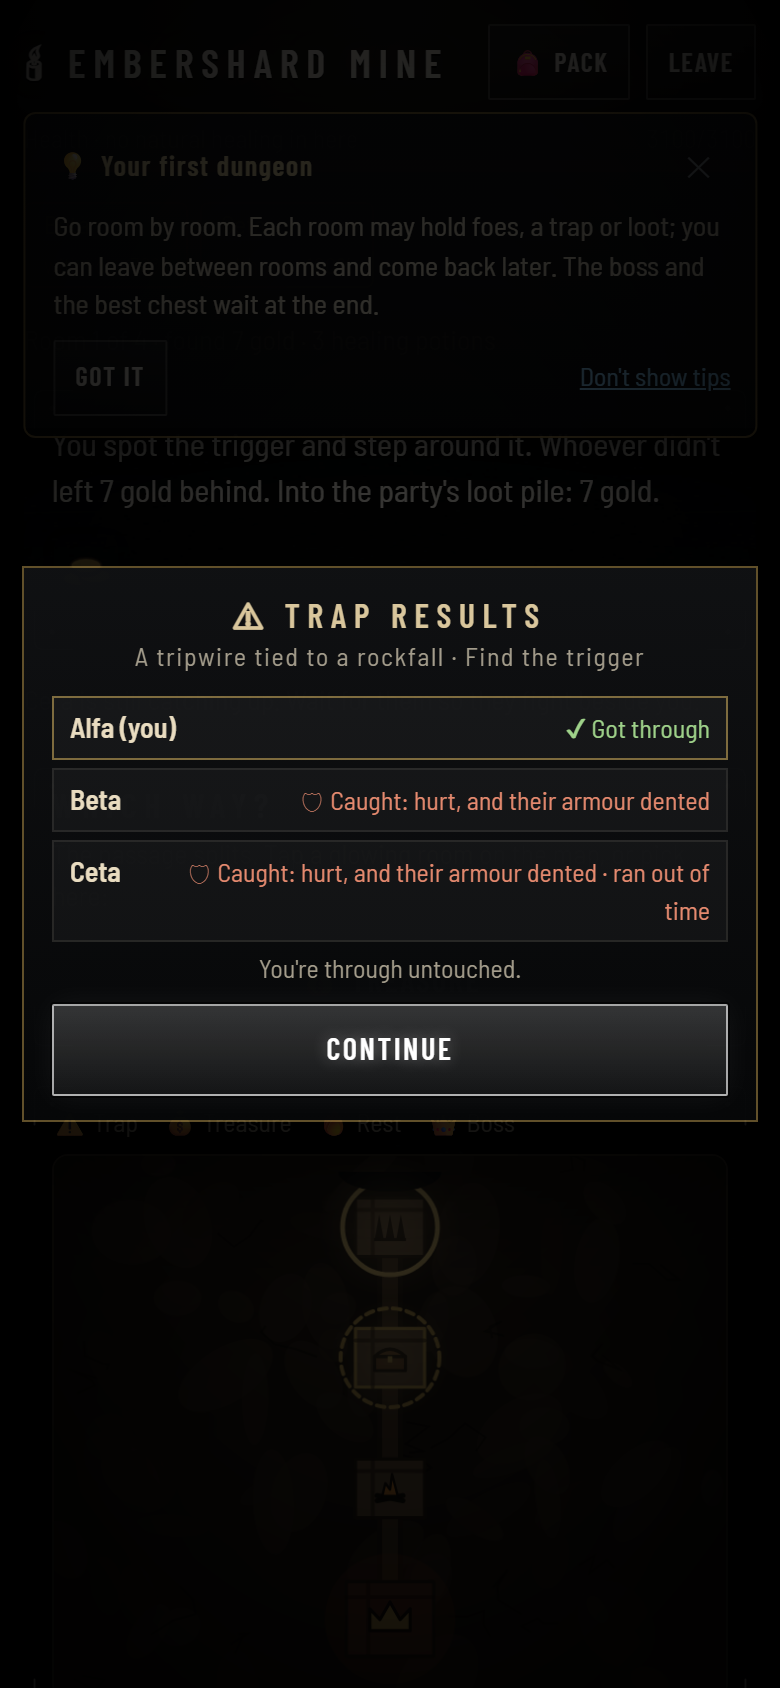 EMBERSHARD MINE
PACK
LEAVE
Your first dungeon
Go room by room. Each room may hold foes, a trap or loot; you
can leave between rooms and come back later. The boss and
the best chest wait at the end.
GOT IT
Don't show tips
You spot the trigger and step around it. Whoever didn't
left 7 gold behind. Into the party's loot pile: 7 gold.
TRAP RESULTS
A tripwire tied to a rockfall · Find the trigger
Alfa (you)
✓ Got through
Beta
Caught: hurt, and their armour dented
Ceta
Caught: hurt, and their armour dented · ran out of
time
You're through untouched.
CONTINUE
Trap
Treasure
Rest
Boss